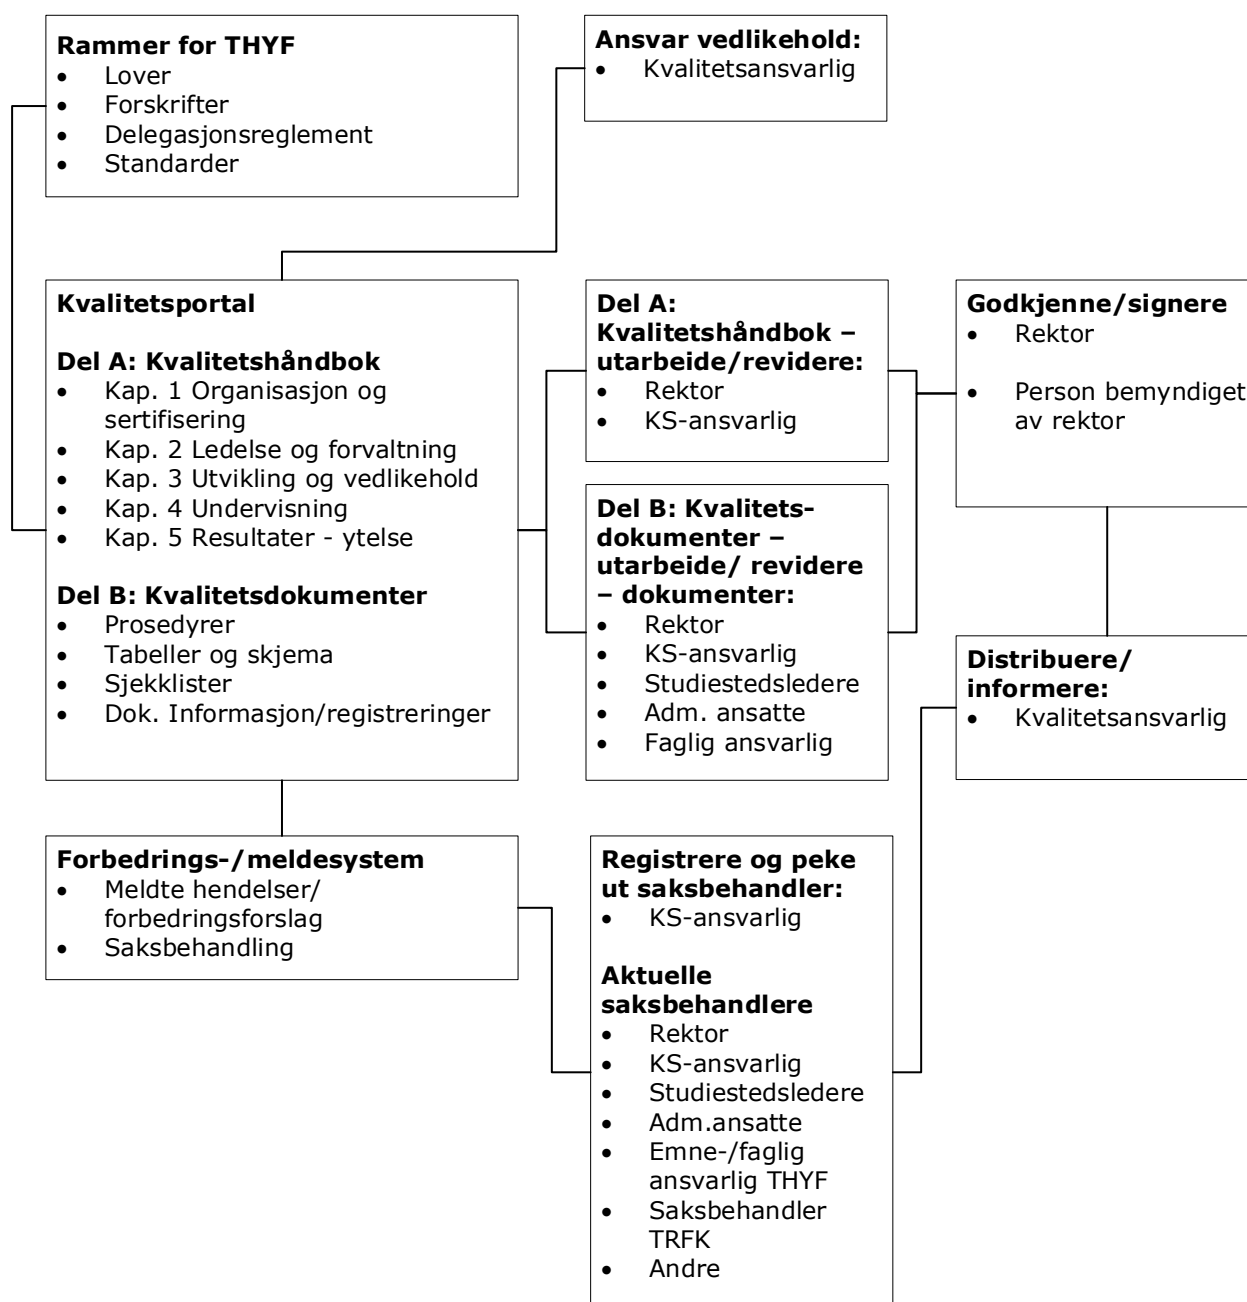 Rammer for THYF
• Lover
• Forskrifter
• Delegasjonsreglement
• Standarder
Ansvar vedlikehold:
• Kvalitetsansvarlig
Kvalitetsportal
Del A: Kvalitetshåndbok
• Kap. 1 Organisasjon og
sertifisering
• Kap. 2 Ledelse og forvaltning
• Kap. 3 Utvikling og vedlikehold
• Kap. 4 Undervisning
• Kap. 5 Resultater - ytelse
Del B: Kvalitetsdokumenter
• Prosedyrer
• Tabeller og skjema
• Sjekklister
• Dok. Informasjon/registreringer
Del A:
Kvalitetshåndbok –
utarbeide/revidere:
• Rektor
• KS-ansvarlig
Del B: Kvalitets-
dokumenter –
utarbeide/ revidere
– dokumenter:
• Rektor
• KS-ansvarlig
• Studiestedsledere
• Adm. ansatte
• Faglig ansvarlig
Godkjenne/signere
• Rektor
• Person bemyndiget
av rektor
Distribuere/
informere:
• Kvalitetsansvarlig
Forbedrings-/meldesystem
• Meldte hendelser/
forbedringsforslag
• Saksbehandling
Registrere og peke
ut saksbehandler:
• KS-ansvarlig
Aktuelle
saksbehandlere
• Rektor
• KS-ansvarlig
• Studiestedsledere
• Adm.ansatte
• Emne-/faglig
ansvarlig THYF
• Saksbehandler
TRFK
• Andre